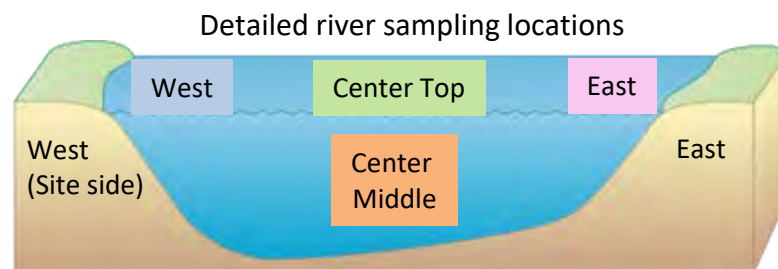 Detailed river sampling locations
West
Center Top
East
West
(Site side)
Center
Middle
East